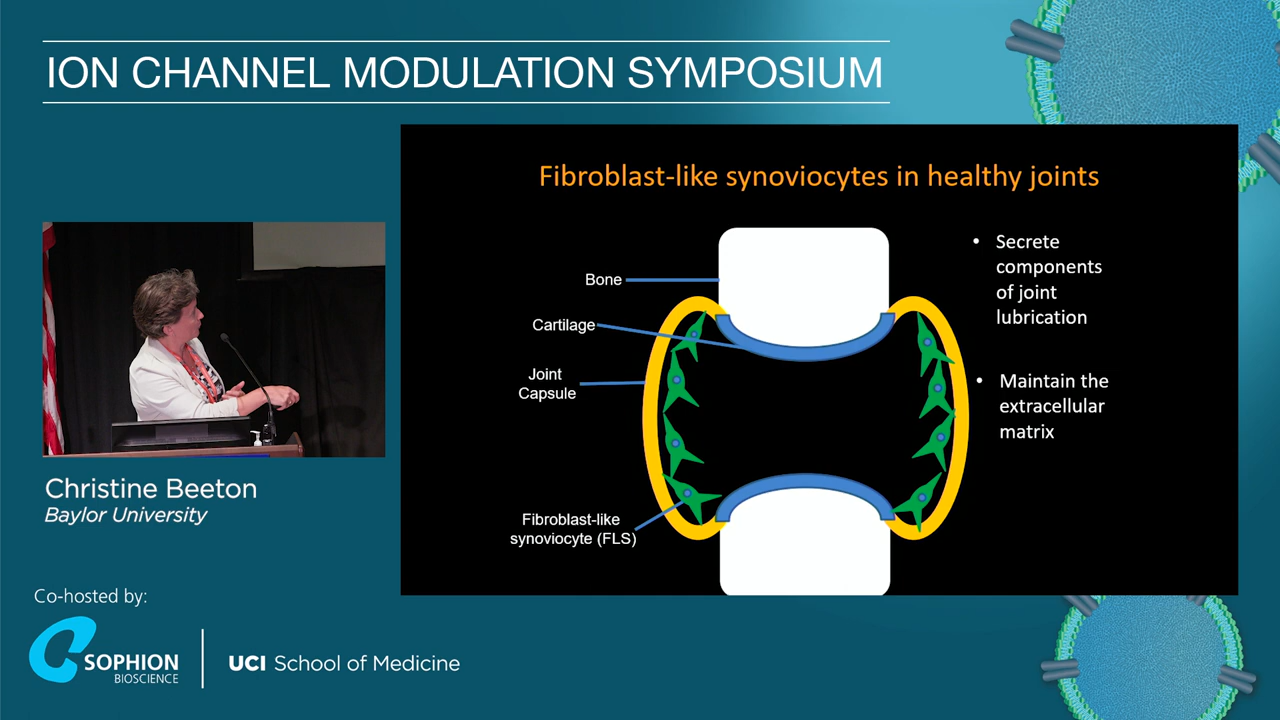 ION CHANNEL MODULATION SYMPOSIUM
Fibroblast-like synoviocytes in healthy joints
Bone
Cartilage
Joint
Capsule
Fibroblast-like
synoviocyte (FLS)
• Secrete
components
of joint
lubrication
• Maintain the
extracellular
matrix
Christine Beeton
Baylor University
Co-hosted by:
SOPHION
BIOSCIENCE
UCI School of Medicine